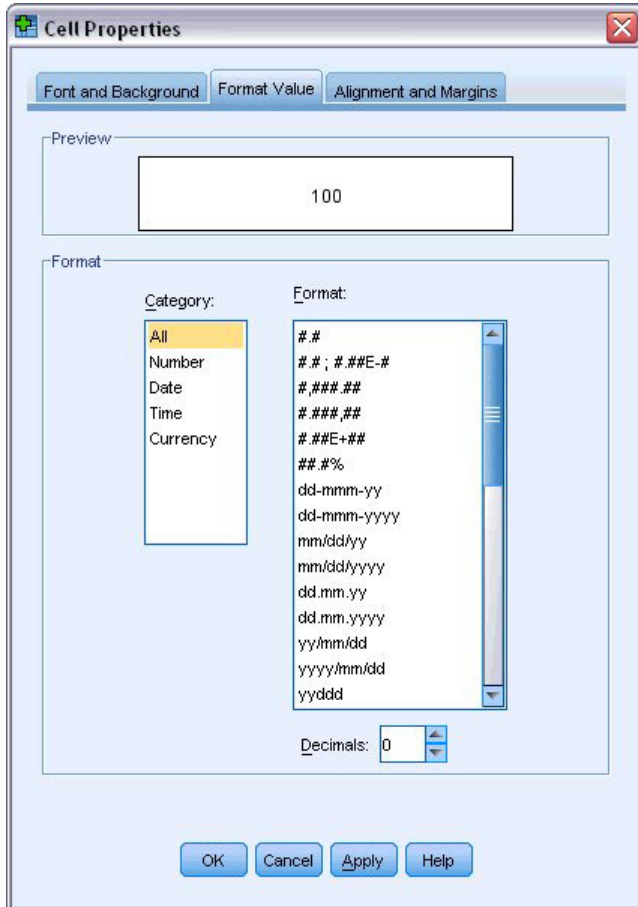 Cell Properties
Font and Background
Format Value
Alignment and Margins
Preview
100
Format
Category:
All
Number
Date
Time
Currency
Format:
#.#
#.# ; #.##E-#
#,###.##
#.###,##
#.##E+##
##.#%
dd-mmm-yy
dd-mmm-yyyy
mm/dd/yy
mm/dd/yyyy
dd.mm.yy
dd.mm.yyyy
yy/mm/dd
yyyy/mm/dd
yyddd
Decimals: 0
OK
Cancel
Apply
Help